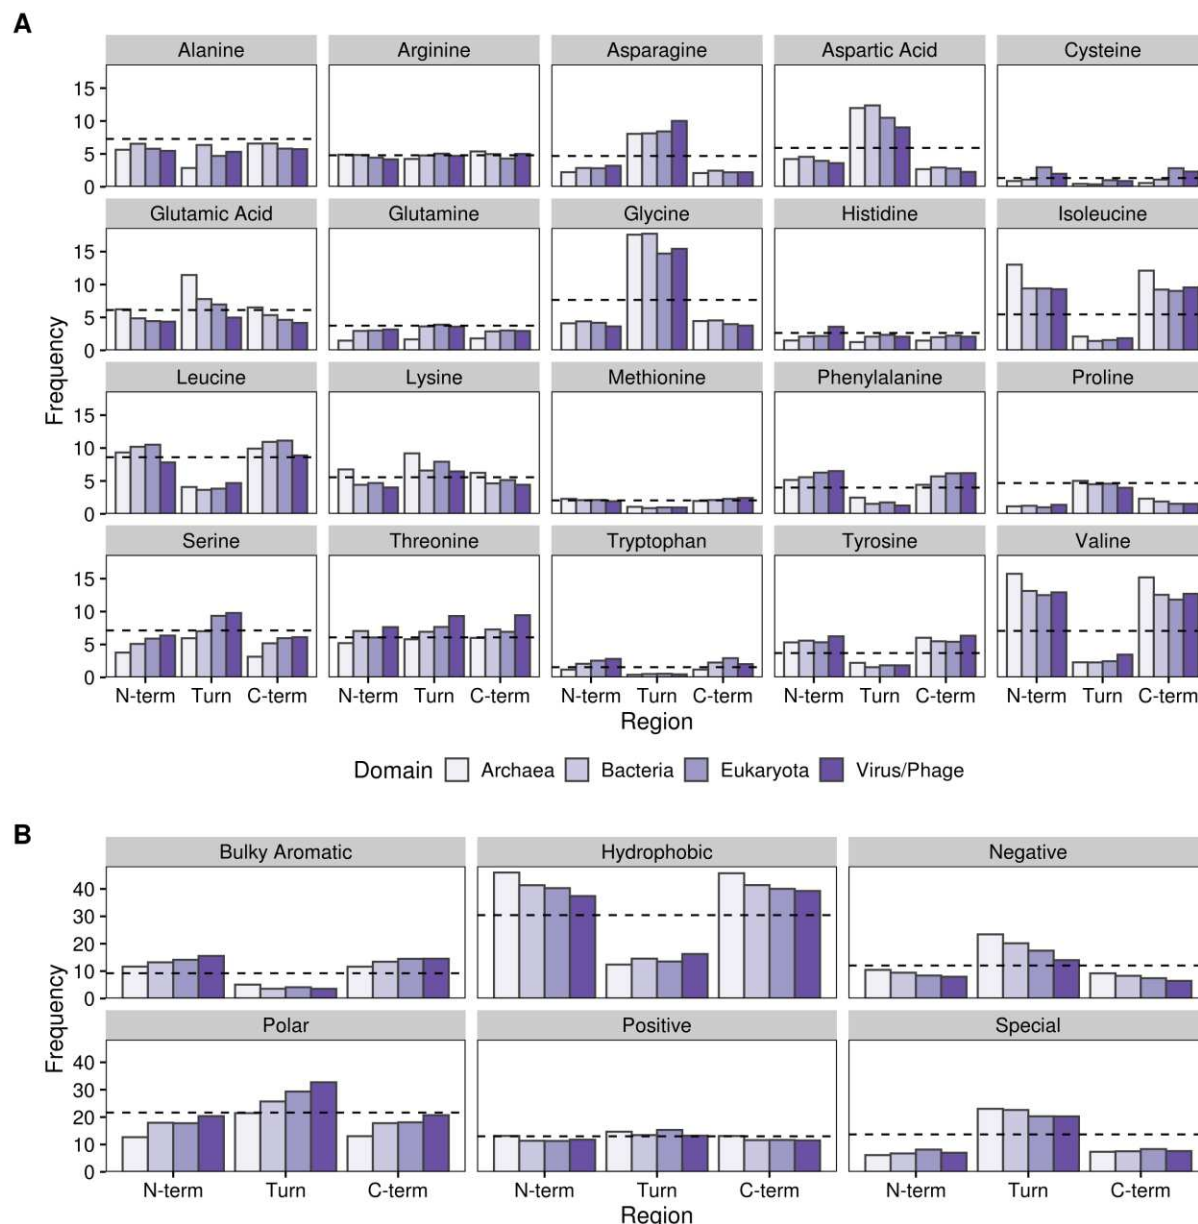 A
Alanine Arginine Asparagine Aspartic Acid Cysteine
15
10
5
0
Glutamic Acid Glutamine Glycine Histidine Isoleucine
15
10
5
0
Frequency
Leucine Lysine Methionine Phenylalanine Proline
15
10
5
0
Serine Threonine Tryptophan Tyrosine Valine
15
10
5
0
N-term Turn C-term N-term Turn C-term N-term Turn C-term N-term Turn C-term N-term Turn C-term
Region
Domain Archaea Bacteria Eukaryota Virus/Phage
B
Bulky Aromatic Hydrophobic Negative
40
30
20
10
0
Frequency
Polar Positive Special
40
30
20
10
0
N-term Turn C-term N-term Turn C-term N-term Turn C-term
Region